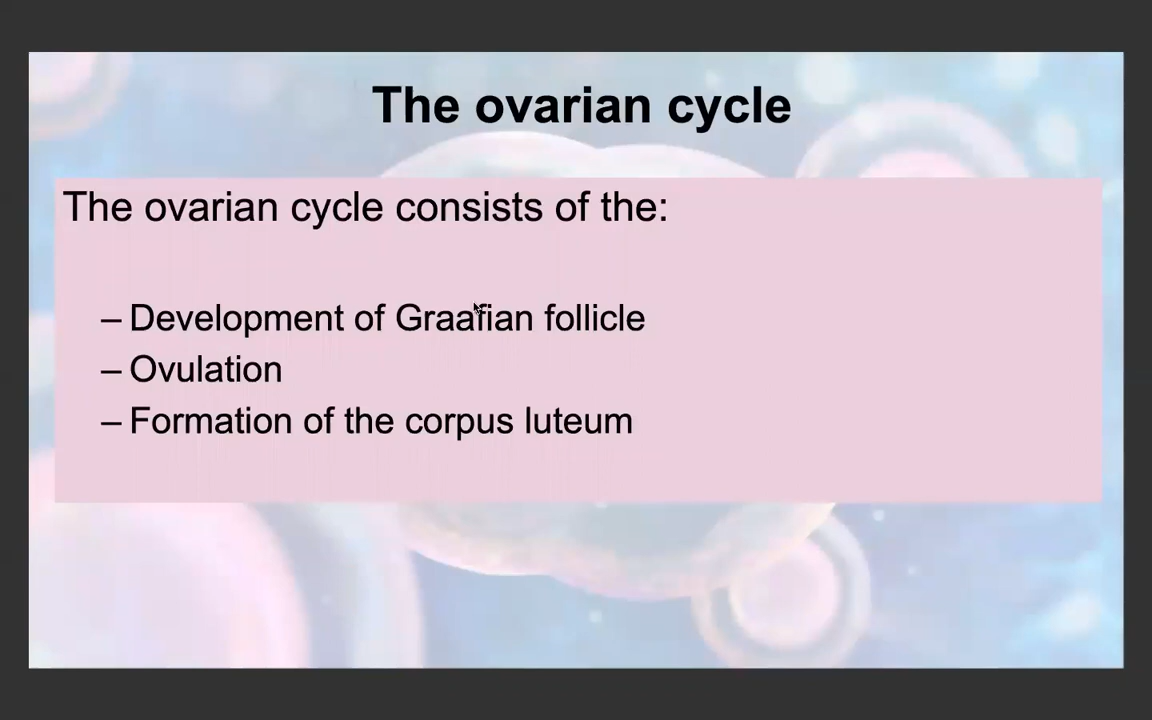 The ovarian cycle
The ovarian cycle consists of the:
– Development of Graafian follicle
– Ovulation
– Formation of the corpus luteum